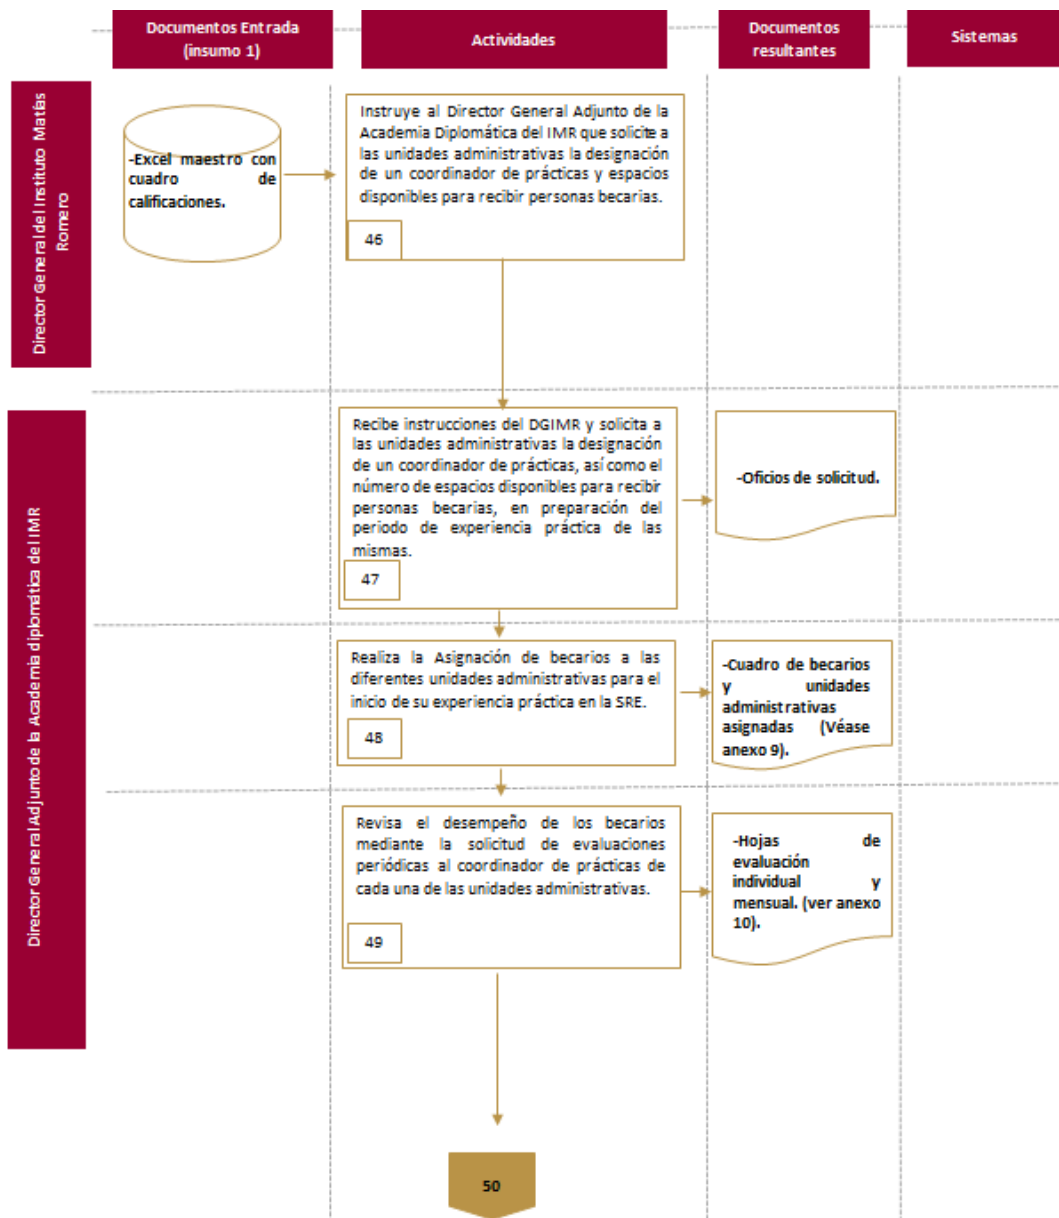 Documentos Entrada
(insumo 1)
Actividades
Documentos
resultantes
Sistemas
Director General del Instituto Matías
Romero
-Excel maestro con
cuadro de
calificaciones.
Instruye al Director General Adjunto de la
Academia Diplomática del IMR que solicite a
las unidades administrativas la designación
de un coordinador de prácticas y espacios
disponibles para recibir personas becarias.
46
Director General Adjunto de la Academia diplomática del IMR
Recibe instrucciones del DGIMR y solicita a
las unidades administrativas la designación
de un coordinador de prácticas, así como el
número de espacios disponibles para recibir
personas becarias, en preparación del
periodo de experiencia práctica de las
mismas.
47
-Oficios de solicitud.
Realiza la Asignación de becarios a las
diferentes unidades administrativas para el
inicio de su experiencia práctica en la SRE.
48
-Cuadro de becarios
y unidades
administrativas
asignadas (Véase
anexo 9).
Revisa el desempeño de los becarios
mediante la solicitud de evaluaciones
periódicas al coordinador de prácticas de
cada una de las unidades administrativas.
49
-Hojas de
evaluación
individual y
mensual. (ver anexo
10).
50